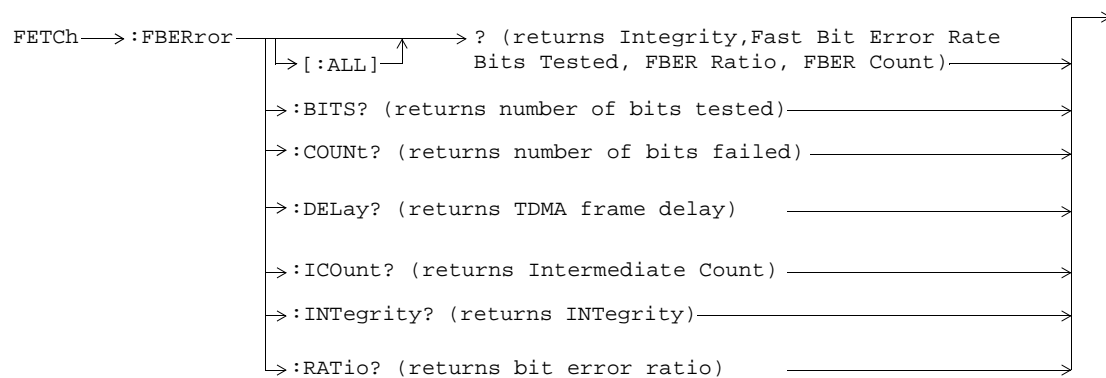 FETCh :FBERror ? (returns Integrity,Fast Bit Error Rate
[:ALL] Bits Tested, FBER Ratio, FBER Count)
:BITS? (returns number of bits tested)
:COUNt? (returns number of bits failed)
:DELay? (returns TDMA frame delay)
:ICOunt? (returns Intermediate Count)
:INTegrity? (returns INTegrity)
:RATio? (returns bit error ratio)